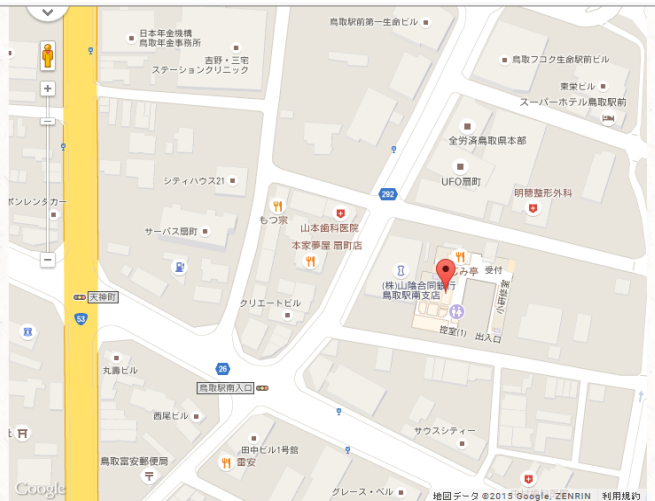 鳥取駅前第一生命ビル
日本年金機構
鳥取年金事務所
吉野・三宅
ステーションクリニック
鳥取フコク生命駅前ビル
東栄ビル
スーパーホテル鳥取駅前
全労済鳥取県本部
UFO扇町
明穂整形外科
シティハウス21
ポンレンタカー
292
もつ宗
山本歯科医院
本家夢屋 扇町店
サーパス扇町
み亭
受付
(株)山陰合同銀行
鳥取駅南支店
小口
控室(1)
出入口
天神町
53
クリエートビル
26
丸壽ビル
鳥取駅南入口
西尾ビル
サウスシティー
田中ビル1号館
雷安
鳥取富安郵便局
社
グレース・ベル
Google
地図データ ©2015 Google, ZENRIN
利用規約